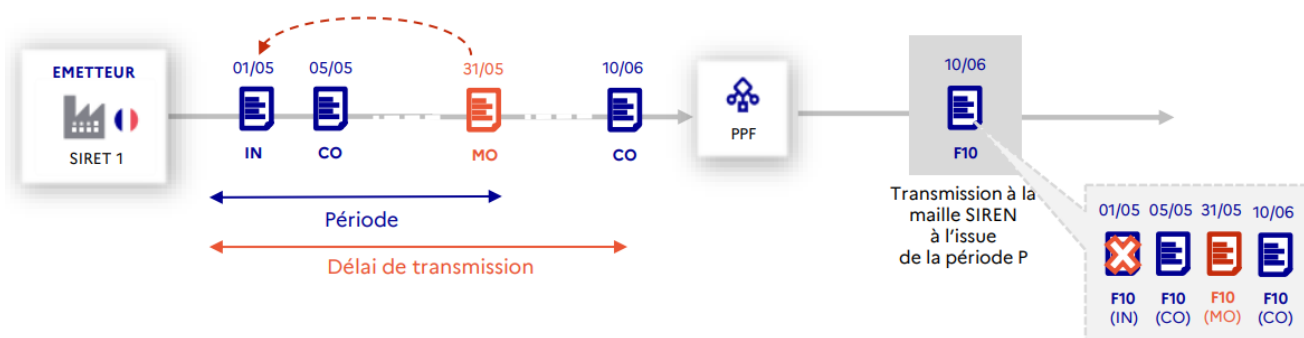 EMETTEUR
SIRET 1
01/05
05/05
31/05
10/06
IN
CO
MO
CO
Période
Délai de transmission
PPF
10/06
F10
Transmission à la
maille SIREN
à l'issue
de la période P
01/05 05/05 31/05 10/06
F10 F10 F10 F10
(IN) (CO) (MO) (CO)